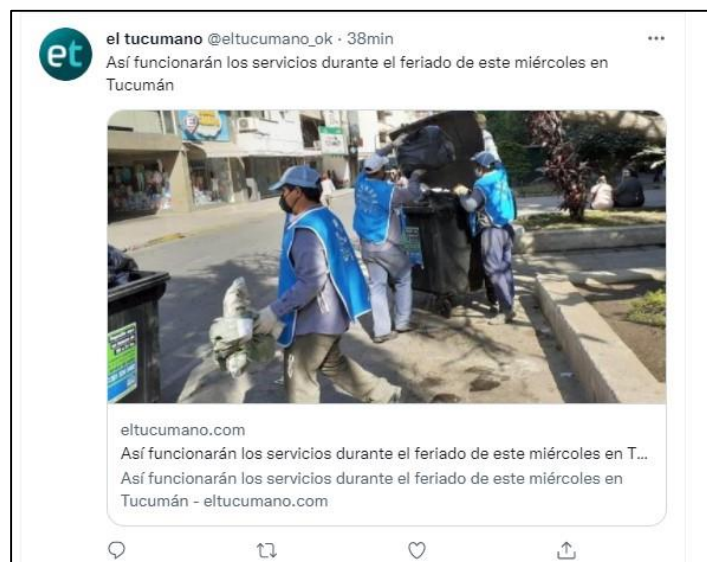 et
el tucumano @eltucumano_ok · 38min
Así funcionarán los servicios durante el feriado de este miércoles en
Tucumán
eltucumano.com
Así funcionarán los servicios durante el feriado de este miércoles en T...
Así funcionarán los servicios durante el feriado de este miércoles en
Tucumán - eltucumano.com